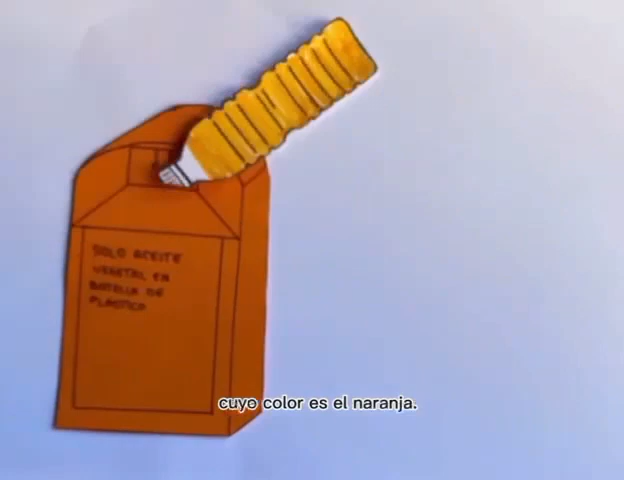 SOLO ACEITE
VEGETAL EN
BOTELLA DE
PLASTICO
cuyo color es el naranja.